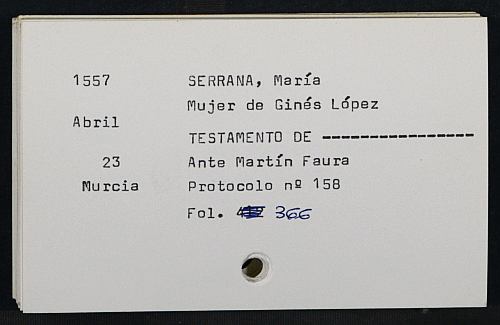 1557
SERRANA, María
Mujer de Ginés López
Abril
TESTAMENTO DE ----------------
23
Ante Martín Faura
Murcia
Protocolo nº 158
Fol. 366